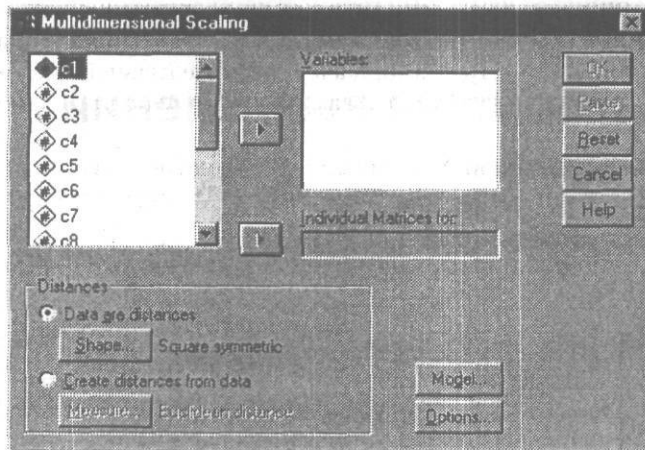 Multidimensional Scaling
c1
c2
c3
c4
c5
c6
c7
c8
Variables:
Individual Matrices for:
OK
Paste
Reset
Cancel
Help
Distances
Data are distances
Shape... Square symmetric
Create distances from data
Measure... Euclidean distance
Model...
Options...